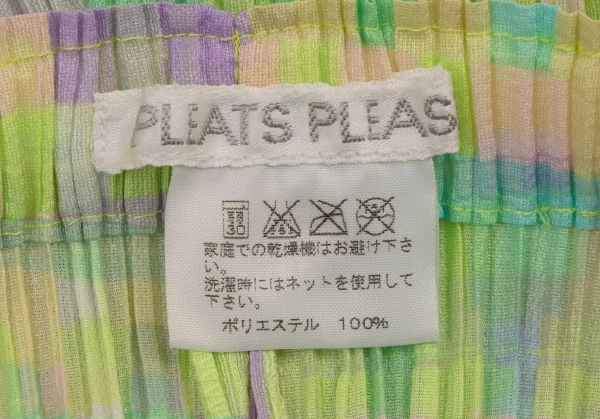 PLEATS PLEAS
弱
30
家庭での乾燥機はお避け下さ
い。
洗濯時にはネットを使用して
下さい。
ポリエステル 100%